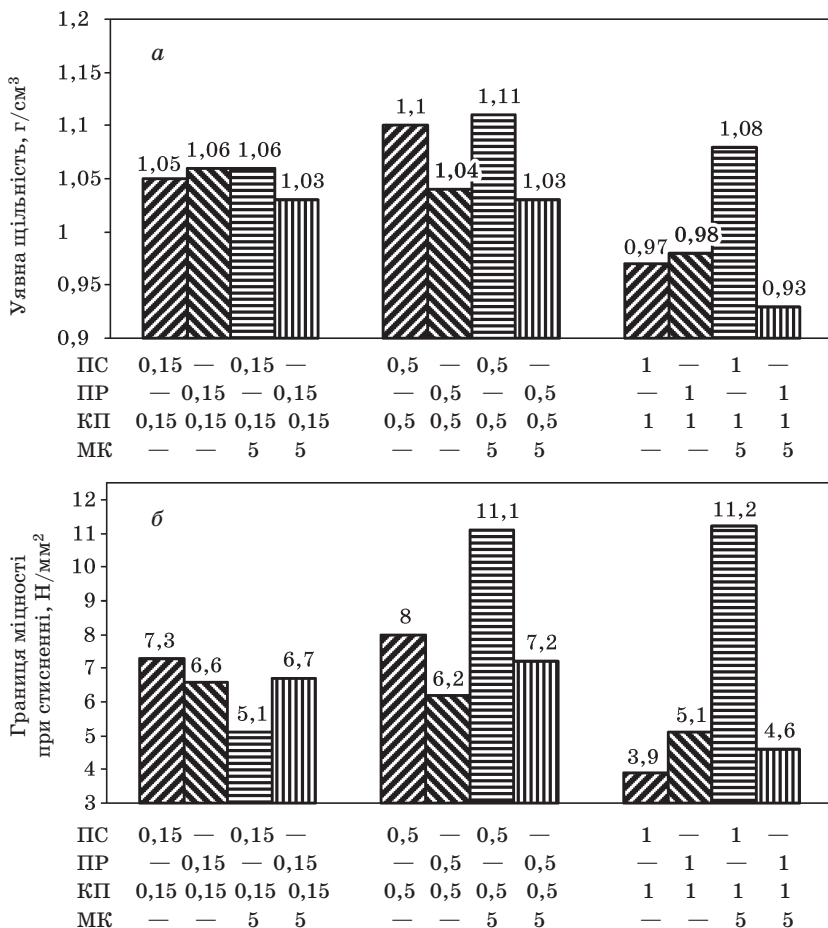 Уявна щільність, г/см³
1,2
1,15
1,1
1,05
1
0,95
0,9
а
1,05 1,06 1,06 1,03
1,1 1,04 1,11 1,03
0,97 0,98 1,08 0,93
ПС 0,15 — 0,15 — 0,5 — 0,5 — 1 — 1 —
ПР — 0,15 — 0,15 — 0,5 — 0,5 — 1 — 1
КП 0,15 0,15 0,15 0,15 0,5 0,5 0,5 0,5 1 1 1 1
МК — — 5 5 — — 5 5 — — 5 5
Границя міцності
при стисненні, Н/мм²
12
11
10
9
8
7
6
5
4
3
б
7,3 6,6 5,1 6,7
8 6,2 11,1 7,2
3,9 5,1 11,2 4,6
ПС 0,15 — 0,15 — 0,5 — 0,5 — 1 — 1 —
ПР — 0,15 — 0,15 — 0,5 — 0,5 — 1 — 1
КП 0,15 0,15 0,15 0,15 0,5 0,5 0,5 0,5 1 1 1 1
МК — — 5 5 — — 5 5 — — 5 5